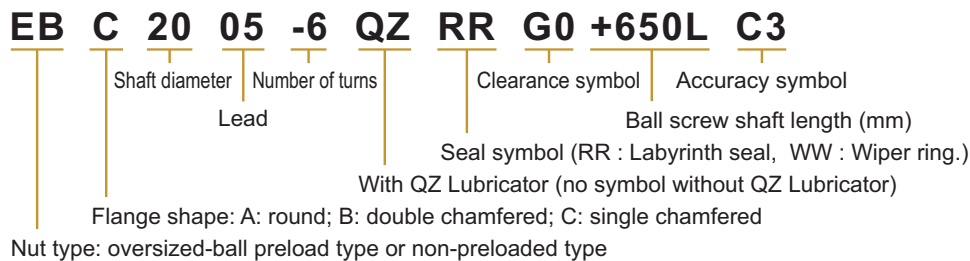 EB C 20 05 -6 QZ RR G0 +650L C3
Shaft diameter Number of turns Clearance symbol Accuracy symbol
Lead Ball screw shaft length (mm)
Seal symbol (RR : Labyrinth seal, WW : Wiper ring.)
With QZ Lubricator (no symbol without QZ Lubricator)
Flange shape: A: round; B: double chamfered; C: single chamfered
Nut type: oversized-ball preload type or non-preloaded type